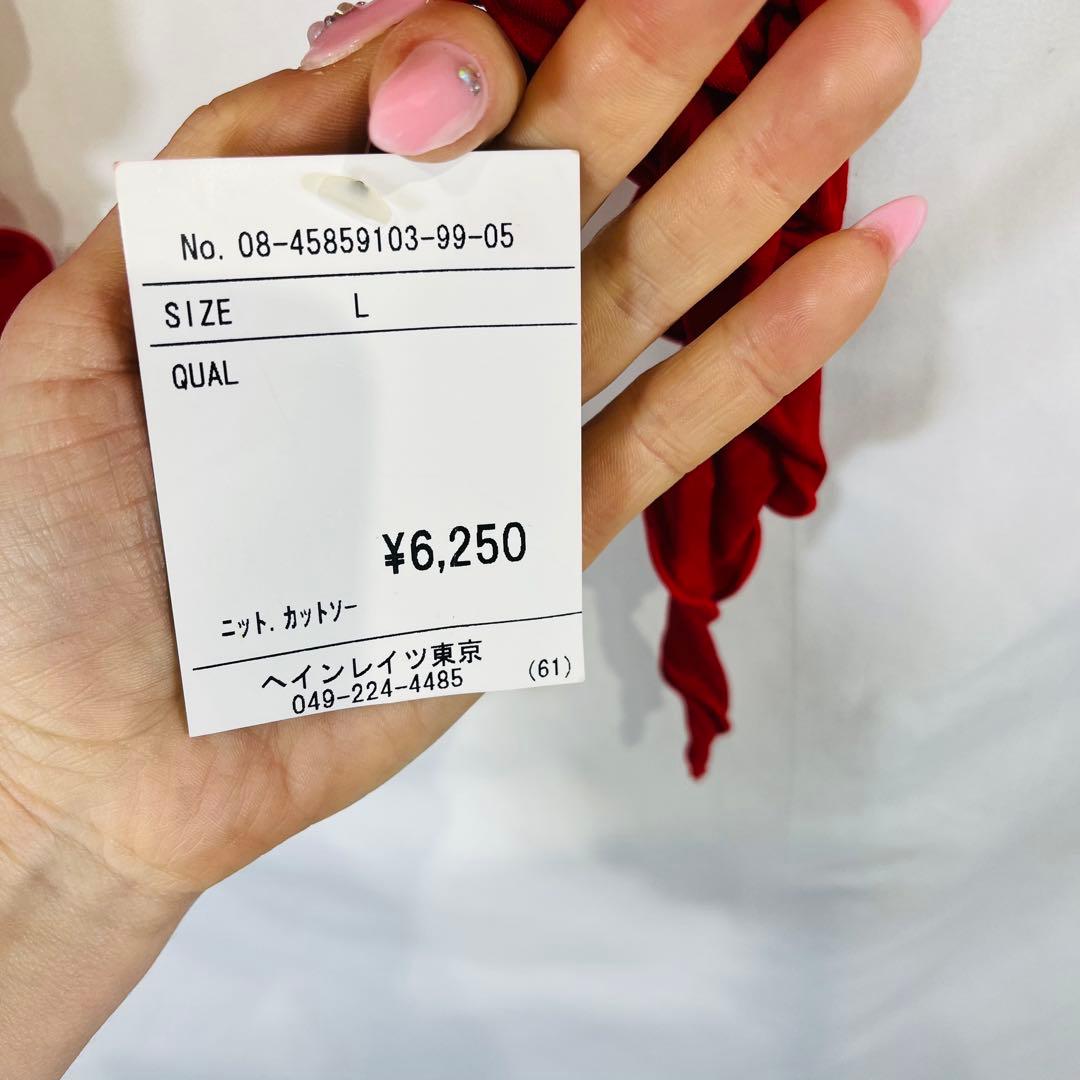 No. 08-45859103-99-05
SIZE L
QUAL
¥6,250
ニット.カットソー
ヘインレイツ東京
049-224-4485 (61)